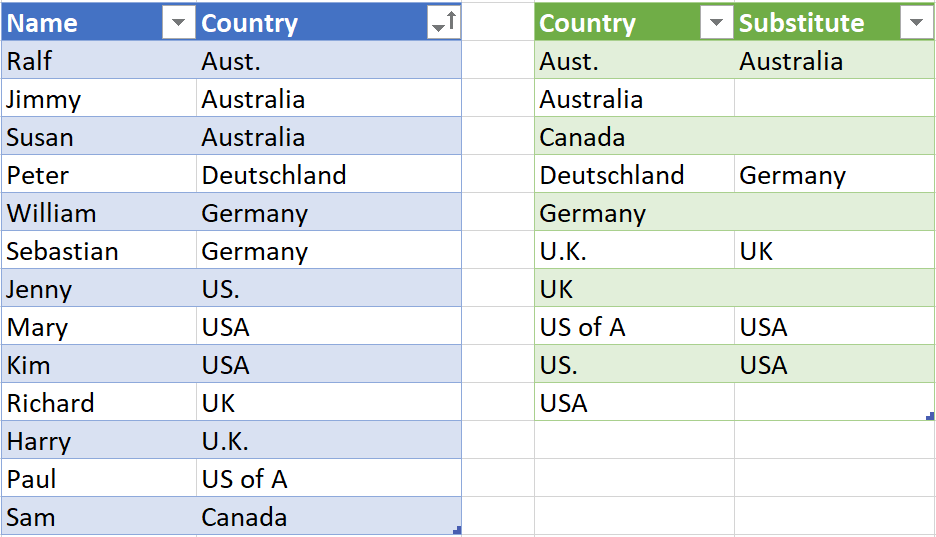 Name Country Country Substitute
Ralf Aust. Aust. Australia
Jimmy Australia Australia
Susan Australia Canada
Peter Deutschland Deutschland Germany
William Germany Germany
Sebastian Germany U.K. UK
Jenny US. UK
Mary USA US of A USA
Kim USA US. USA
Richard UK USA
Harry U.K.
Paul US of A
Sam Canada